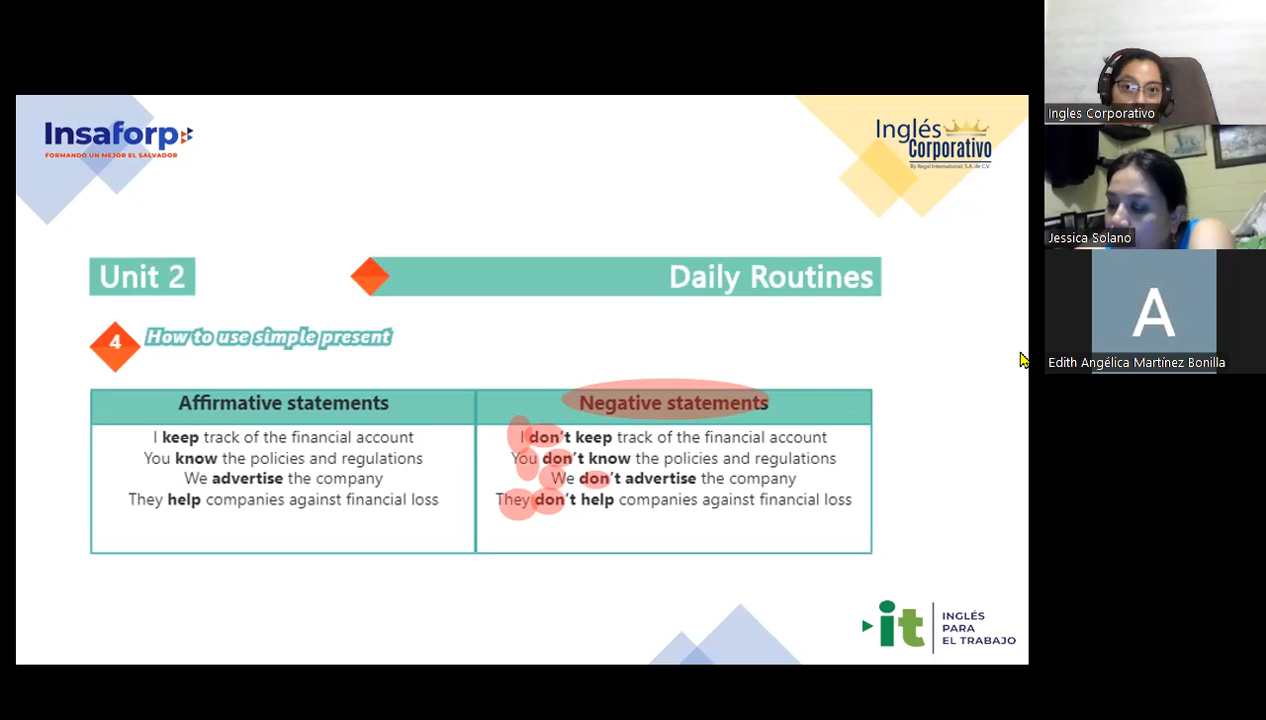 Insaforp
FORMANDO UN MEJOR EL SALVADOR
Inglés
Corporativo
By Regal International, S.A. de C.V.
Unit 2
Daily Routines
4
How to use simple present
Affirmative statements
I keep track of the financial account
You know the policies and regulations
We advertise the company
They help companies against financial loss
Negative statements
I don't keep track of the financial account
You don't know the policies and regulations
We don't advertise the company
They don't help companies against financial loss
it
INGLÉS
PARA
EL TRABAJO
Ingles Corporativo
Jessica Solano
A
Edith Angélica Martínez Bonilla